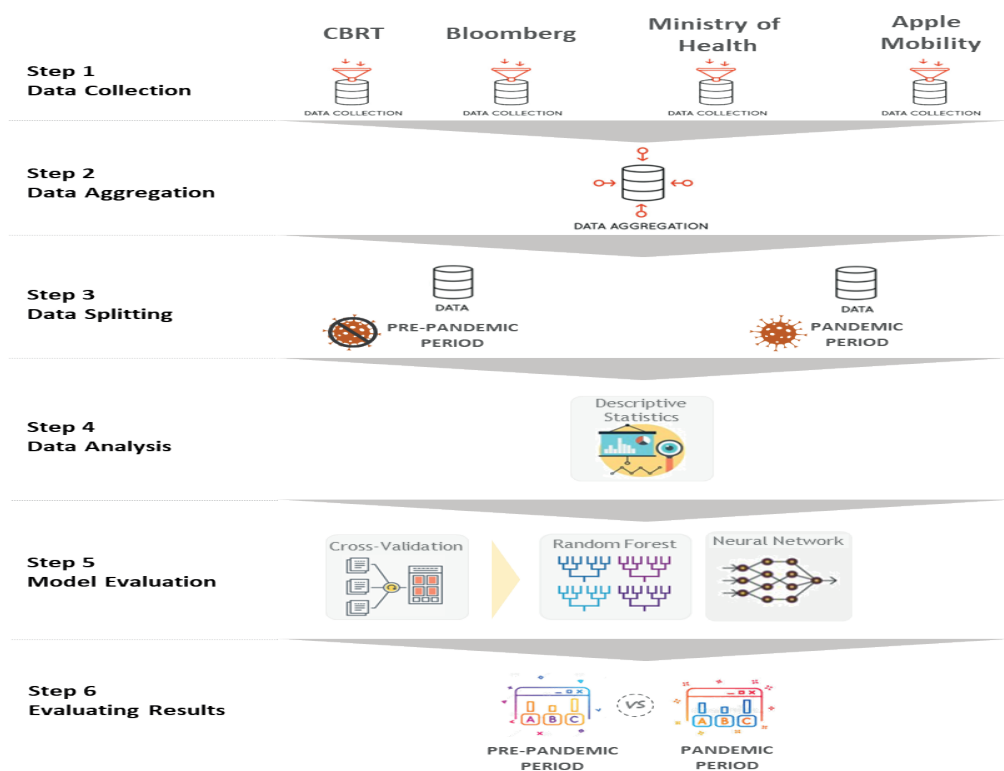 CBRT
Bloomberg
Ministry of
Health
Apple
Mobility
Step 1
Data Collection
DATA COLLECTION
DATA COLLECTION
DATA COLLECTION
DATA COLLECTION
Step 2
Data Aggregation
DATA AGGREGATION
Step 3
Data Splitting
DATA
PRE-PANDEMIC
PERIOD
DATA
PANDEMIC
PERIOD
Step 4
Data Analysis
Descriptive
Statistics
Step 5
Model Evaluation
Cross-Validation
Random Forest
Neural Network
Step 6
Evaluating Results
A B C
VS
A B C
PRE-PANDEMIC
PERIOD
PANDEMIC
PERIOD